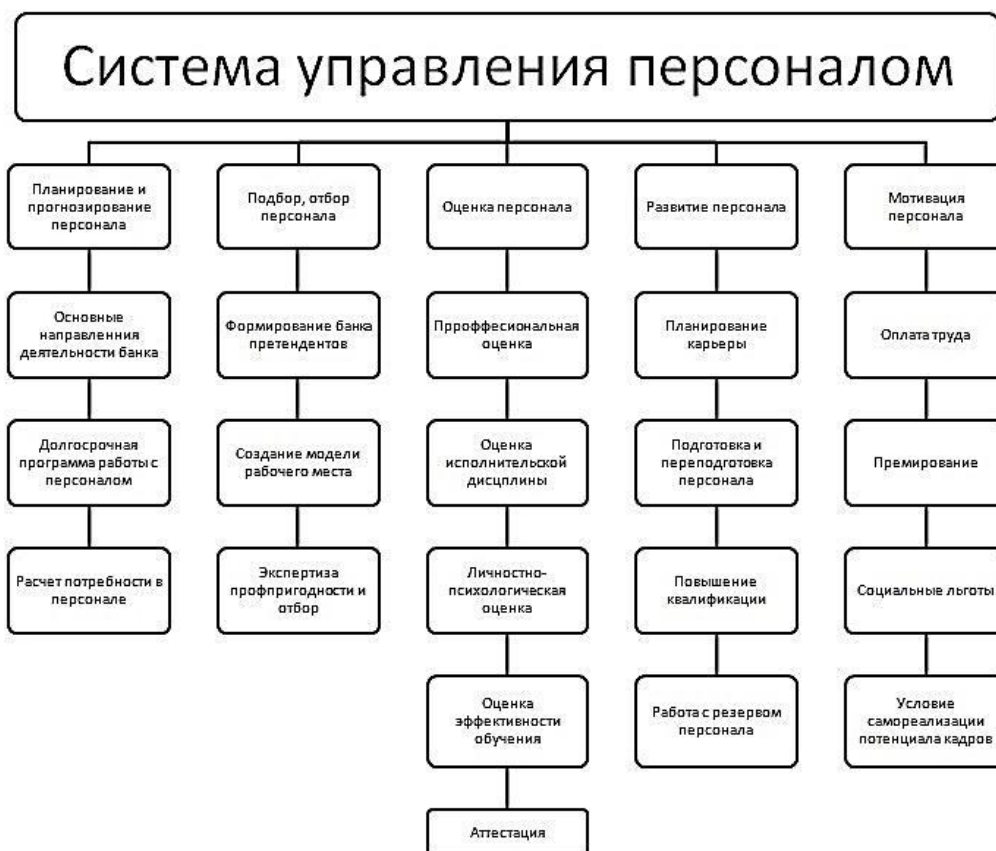 Система управления персоналом
Планирование и
прогнозирование
персонала
Подбор, отбор
персонала
Оценка персонала
Развитие персонала
Мотивация
персонала
Основные
направленния
деятельности банка
Формирование банка
претендентов
Прроффесиональная
оценка
Планирование
карьеры
Оплата труда
Долгосрочная
программа работы с
персоналом
Создание модели
рабочего места
Оценка
исполнительской
дисцплины
Подготовка и
переподготовка
персонала
Премирование
Расчет потребности в
персонале
Экспертиза
профпригодности и
отбор
Личностно-
психологическая
оценка
Повышение
квалификации
Социальные льготы
Оценка
эффективности
обучения
Работа с резервом
персонала
Условие
самореализации
потенциала кадров
Аттестация